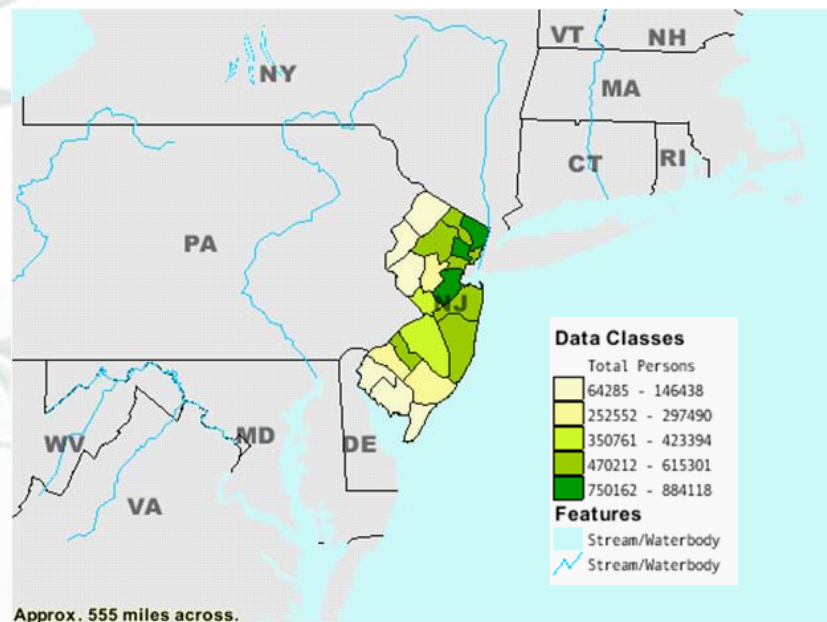 VT
NH
NY
MA
CT
RI
PA
NJ
MD
DE
WV
VA
Data Classes
Total Persons
64285 - 146438
252552 - 297490
350761 - 423394
470212 - 615301
750162 - 884118
Features
Stream/Waterbody
Stream/Waterbody
Approx. 555 miles across.